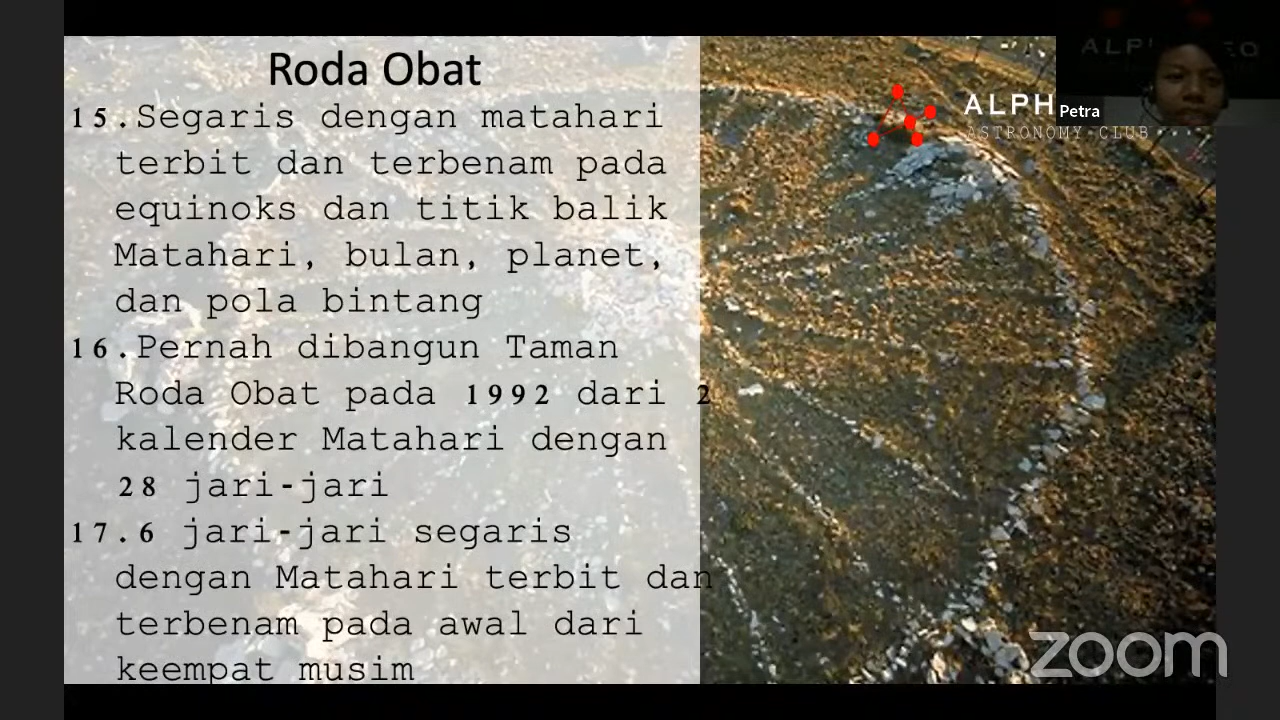 Roda Obat
15.Segaris dengan matahari
terbit dan terbenam pada
equinoks dan titik balik
Matahari, bulan, planet,
dan pola bintang
16.Pernah dibangun Taman
Roda Obat pada 1992 dari 2
kalender Matahari dengan
28 jari-jari
17.6 jari-jari segaris
dengan Matahari terbit dan
terbenam pada awal dari
keempat musim
ALPH
Petra
ASTRONOMY CLUB
zoom